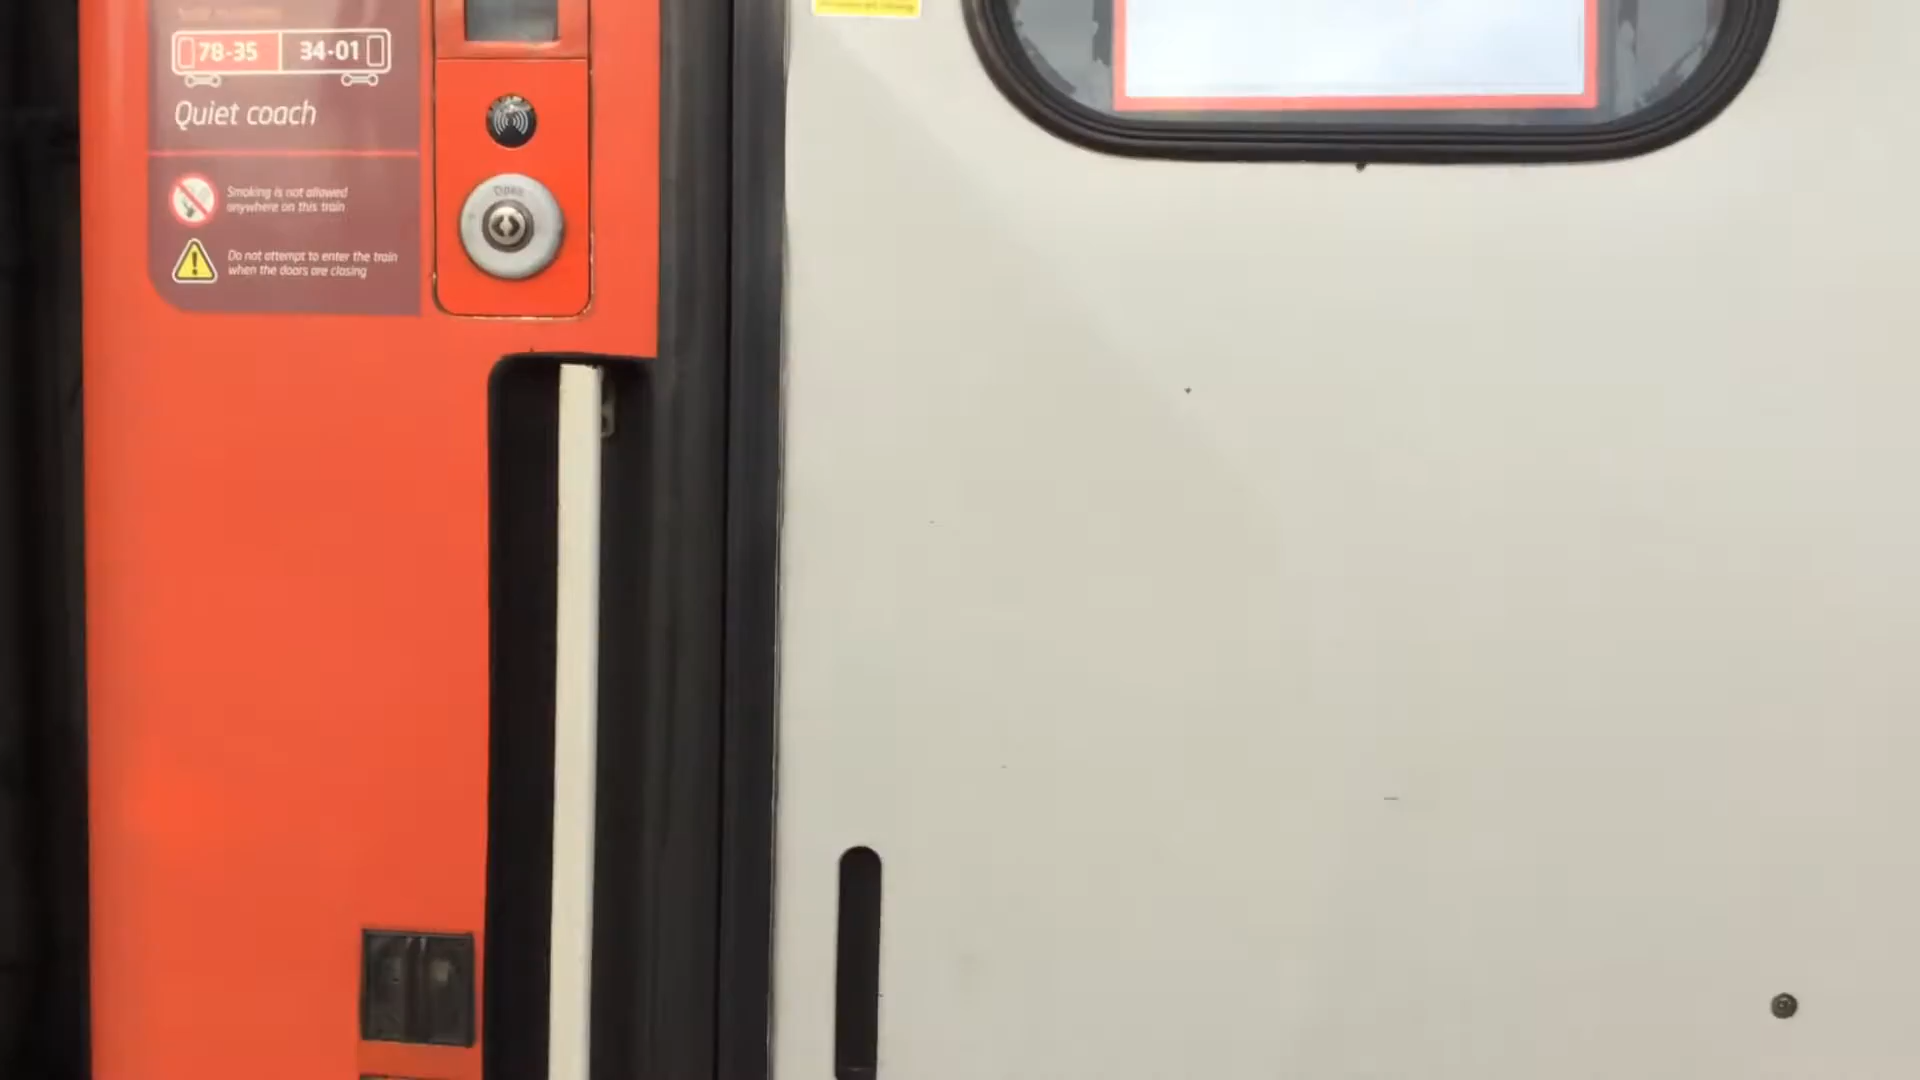 78-35 34-01
Quiet coach
Smoking is not allowed
anywhere on this train
Do not attempt to enter the train
when the doors are closing
Open